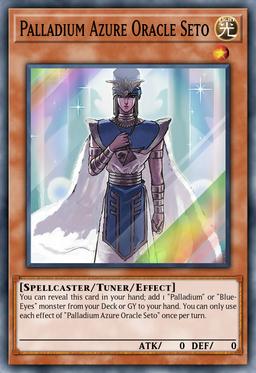 Palladium Azure Oracle Seto
LIGHT
光
[Spellcaster/Tuner/Effect]
You can reveal this card in your hand; add 1 "Palladium" or "Blue-
Eyes" monster from your Deck or GY to your hand. You can only use
each effect of "Palladium Azure Oracle Seto" once per turn.
ATK/ 0 DEF/ 0